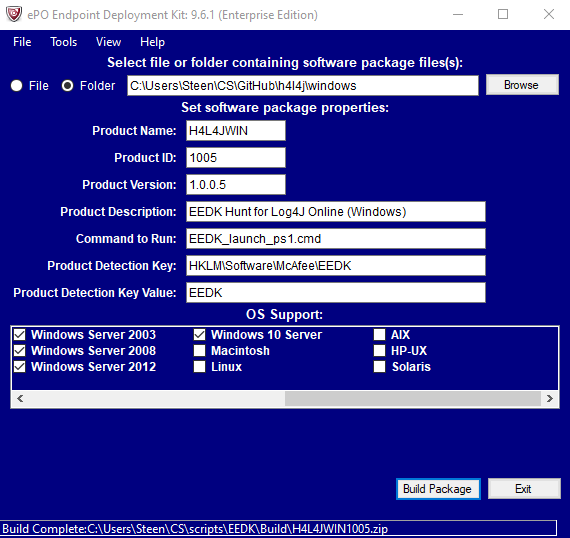 ePO Endpoint Deployment Kit: 9.6.1 (Enterprise Edition)
File Tools View Help
Select file or folder containing software package files(s):
File Folder C:\Users\Steen\CS\GitHub\h4l4j\windows Browse
Set software package properties:
Product Name: H4L4JWIN
Product ID: 1005
Product Version: 1.0.0.5
Product Description: EEDK Hunt for Log4J Online (Windows)
Command to Run: EEDK_launch_ps1.cmd
Product Detection Key: HKLM\Software\McAfee\EEDK
Product Detection Key Value: EEDK
OS Support:
Windows Server 2003 Windows 10 Server AIX
Windows Server 2008 Macintosh HP-UX
Windows Server 2012 Linux Solaris
Build Package Exit
Build Complete:C:\Users\Steen\CS\scripts\EEDK\Build\H4L4JWIN1005.zip